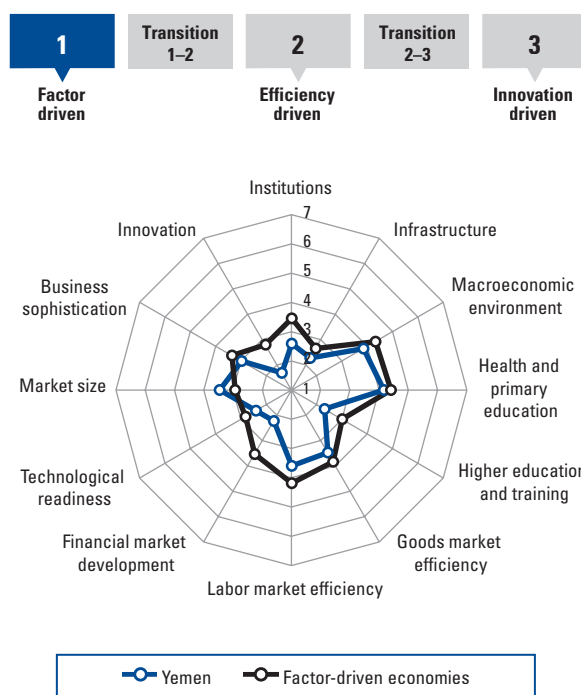 1
Transition
1–2
2
Transition
2–3
3
Factor
driven
Efficiency
driven
Innovation
driven
Institutions
7
Innovation
Infrastructure
6
5
Business
sophistication
Macroeconomic
environment
4
3
2
Market size
1
Health and
primary
education
Technological
readiness
Higher education
and training
Financial market
development
Goods market
efficiency
Labor market efficiency
Yemen
Factor-driven economies